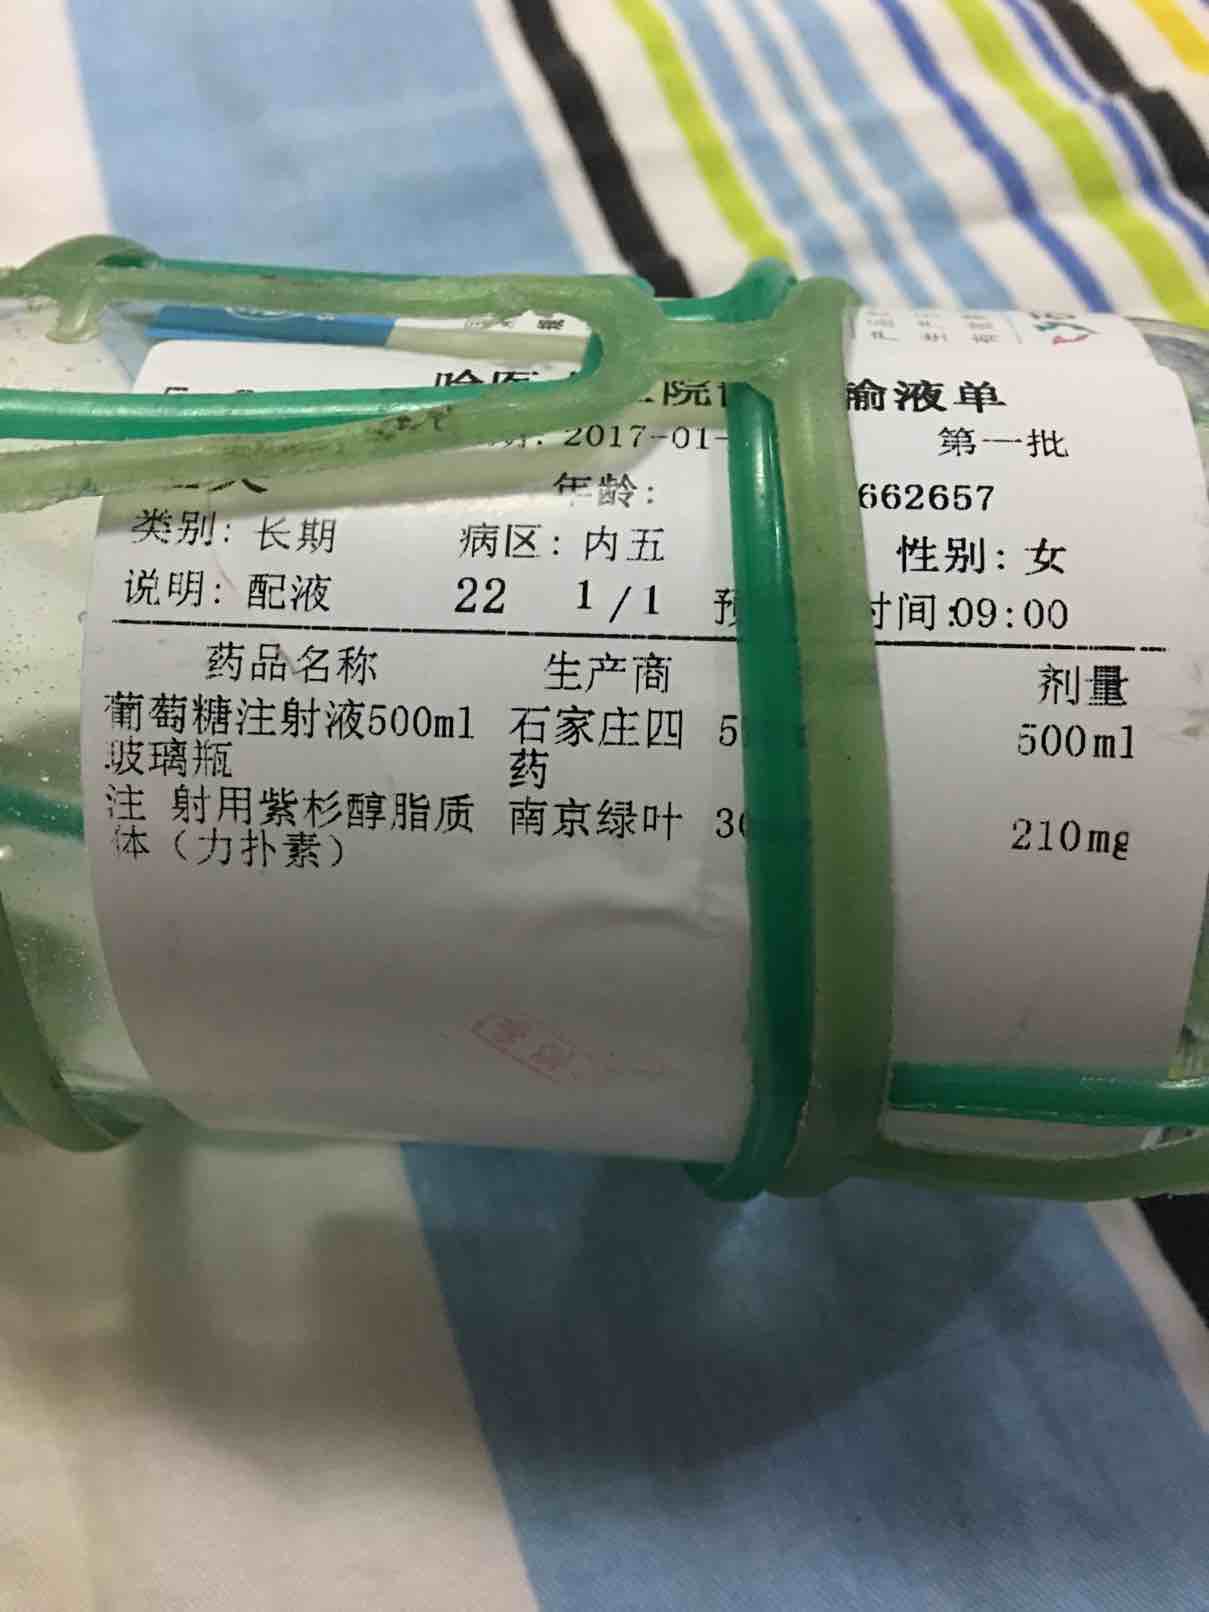 输液单
2017-01-
第一批
年龄:
662657
类别: 长期 病区: 内五 性别: 女
说明: 配液 22 1/1 预 时间:09:00
药品名称 生产商 剂量
葡萄糖注射液500ml 石家庄四 5 500ml
玻璃瓶 药
注 射用紫杉醇脂质 南京绿叶 30 210mg
体（力扑素）